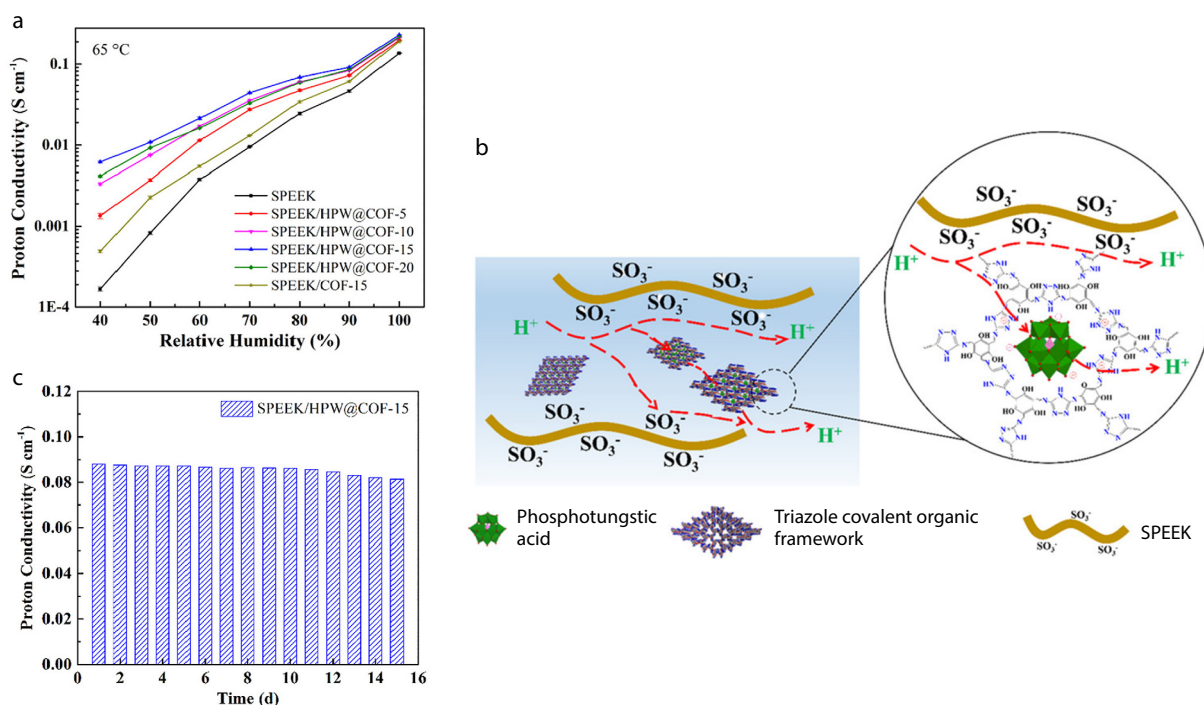 a
65 °C
Proton Conductivity (S cm⁻¹)
0.1
0.01
0.001
1E-4
SPEEK
SPEEK/HPW@COF-5
SPEEK/HPW@COF-10
SPEEK/HPW@COF-15
SPEEK/HPW@COF-20
SPEEK/COF-15
40 50 60 70 80 90 100
Relative Humidity (%)
b
SO₃⁻ SO₃⁻
SO₃⁻ SO₃⁻
SO₃⁻
H⁺ H⁺
SO₃⁻ SO₃⁻
SO₃⁻ SO₃⁻
SO₃⁻ H⁺
SO₃⁻ SO₃⁻
SO₃⁻ SO₃⁻ SO₃⁻
H⁺ H⁺
H⁺
Phosphotungstic
acid
Triazole covalent organic
framework
SO₃⁻
SO₃⁻ SO₃⁻
SPEEK
c
SPEEK/HPW@COF-15
Proton Conductivity (S cm⁻¹)
0.12
0.10
0.08
0.06
0.04
0.02
0.00
0 2 4 6 8 10 12 14 16
Time (d)